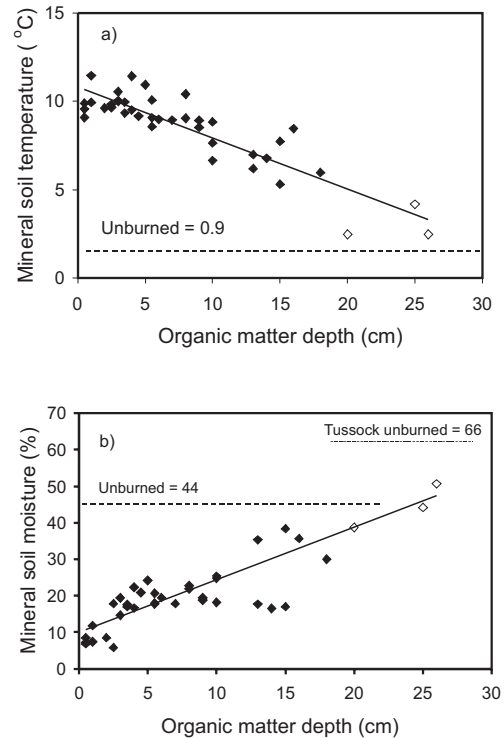 15
a)
Mineral soil temperature ( °C)
10
5
Unburned = 0.9
0
0 5 10 15 20 25 30
Organic matter depth (cm)
70
b)
Tussock unburned = 66
60
Mineral soil moisture (%)
50
Unburned = 44
40
30
20
10
0
0 5 10 15 20 25 30
Organic matter depth (cm)